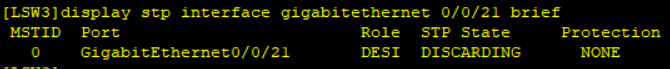 [LSW3]display stp interface gigabitethernet 0/0/21 brief
MSTID Port Role STP State Protection
0 GigabitEthernet0/0/21 DESI DISCARDING NONE